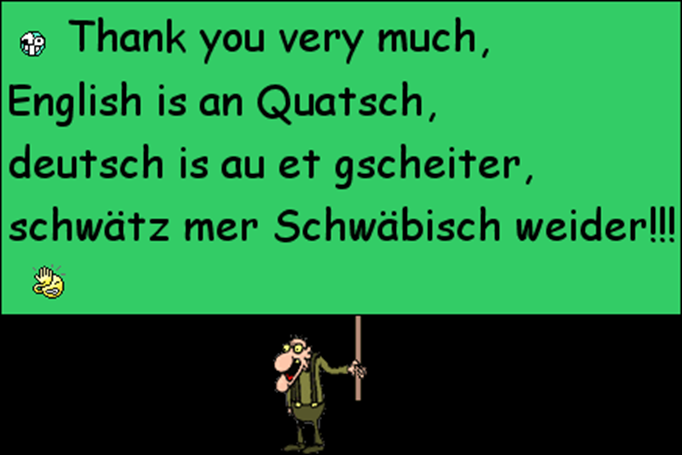 Thank you very much,
English is an Quatsch,
deutsch is au et gscheiter,
schwätz mer Schwäbisch weider!!!